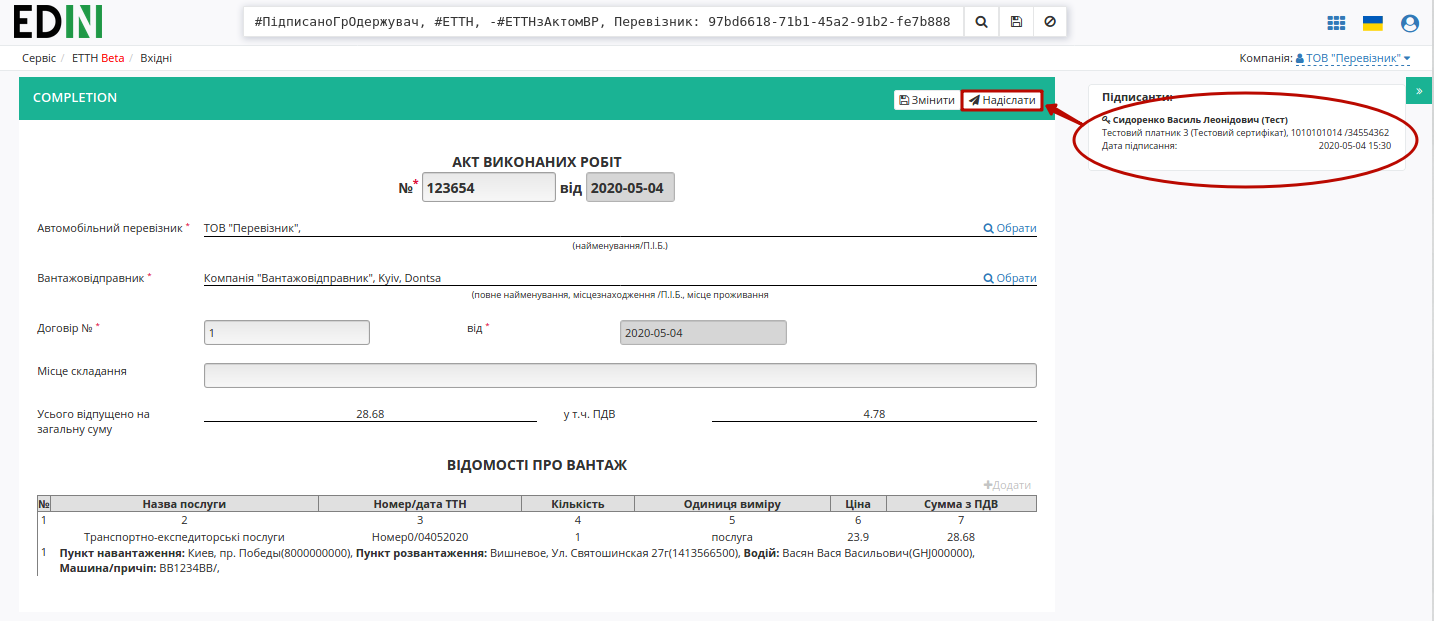 EDIN
#ПідписаноГрОдержувач, #ЕТТН, -#ЕТТНзАктомВР, Перевізник: 97bd6618-71b1-45a2-91b2-fe7b888
Сервіс / ЕТТН Beta / Вхідні
Компанія: ТОВ "Перевізник"
COMPLETION
Змінити
Надіслати
»
Підписанти:
Сидоренко Василь Леонідович (Тест)
Тестовий платник 3 (Тестовий сертифікат), 1010101014 /34554362
Дата підписання: 2020-05-04 15:30
АКТ ВИКОНАНИХ РОБІТ
№* 123654 від 2020-05-04
Автомобільний перевізник * ТОВ "Перевізник", Обрати
(найменування/П.І.Б.)
Вантажовідправник * Компанія "Вантажовідправник", Kyiv, Dontsa Обрати
(повне найменування, місцезнаходження /П.І.Б., місце проживання
Договір № * 1 від * 2020-05-04
Місце складання
Усього відпущено на 28.68 у т.ч. ПДВ 4.78
загальну суму
ВІДОМОСТІ ПРО ВАНТАЖ
+Додати
№ Назва послуги Номер/дата ТТН Кількість Одиниця виміру Ціна Сумма з ПДВ
1 2 3 4 5 6 7
Транспортно-експедиторські послуги Номер0/04052020 1 послуга 23.9 28.68
1 Пункт навантаження: Киев, пр. Победы(8000000000), Пункт розвантаження: Вишневое, Ул. Святошинская 27г(1413566500), Водій: Васян Вася Васильович(GHJ000000),
Машина/причіп: ВВ1234ВВ/,